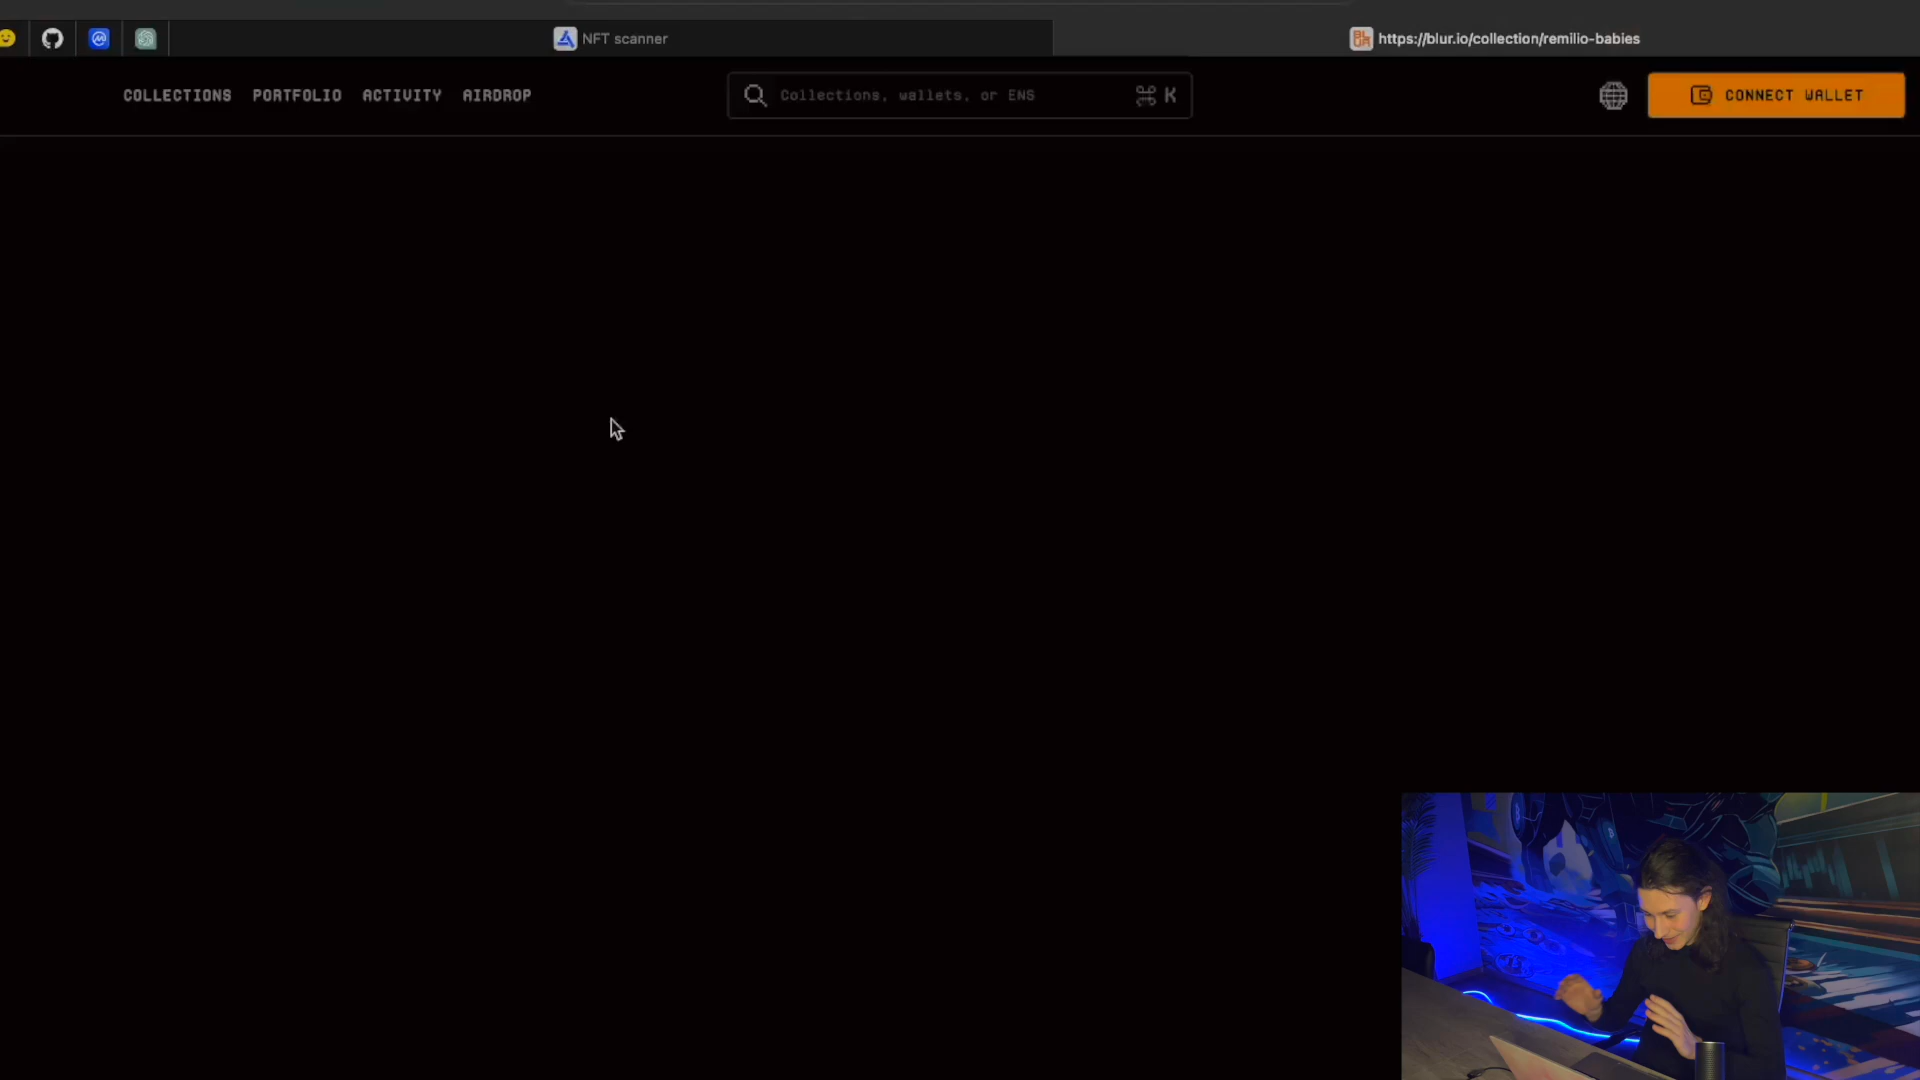 NFT scanner
https://blur.io/collection/remilio-babies
COLLECTIONS PORTFOLIO ACTIVITY AIRDROP
Collections, wallets, or ENS
⌘ K
CONNECT WALLET